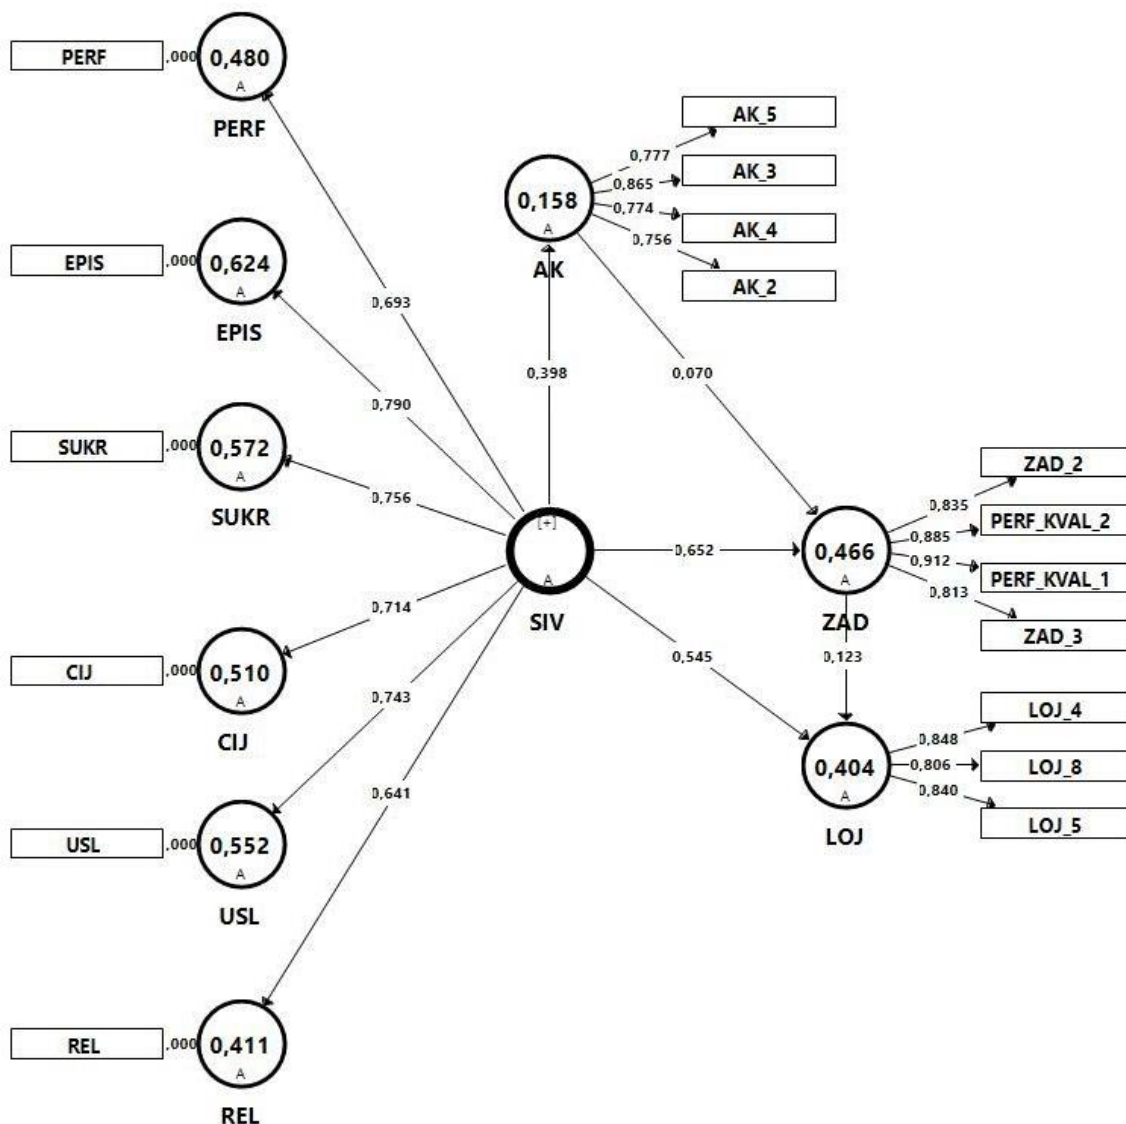 PERF
,000
0,480
A
PERF
EPIS
,000
0,624
A
EPIS
SUKR
,000
0,572
A
SUKR
CIJ
,000
0,510
A
CIJ
USL
,000
0,552
A
USL
REL
,000
0,411
A
REL
0,693
0,790
0,756
0,714
0,743
0,641
0,158
A
AK
0,777
0,865
0,774
0,756
AK_5
AK_3
AK_4
AK_2
0,398
0,070
[+]
A
SIV
0,652
0,545
0,466
A
ZAD
0,835
0,885
0,912
0,813
ZAD_2
PERF_KVAL_2
PERF_KVAL_1
ZAD_3
0,123
0,404
A
LOJ
0,848
0,806
0,840
LOJ_4
LOJ_8
LOJ_5